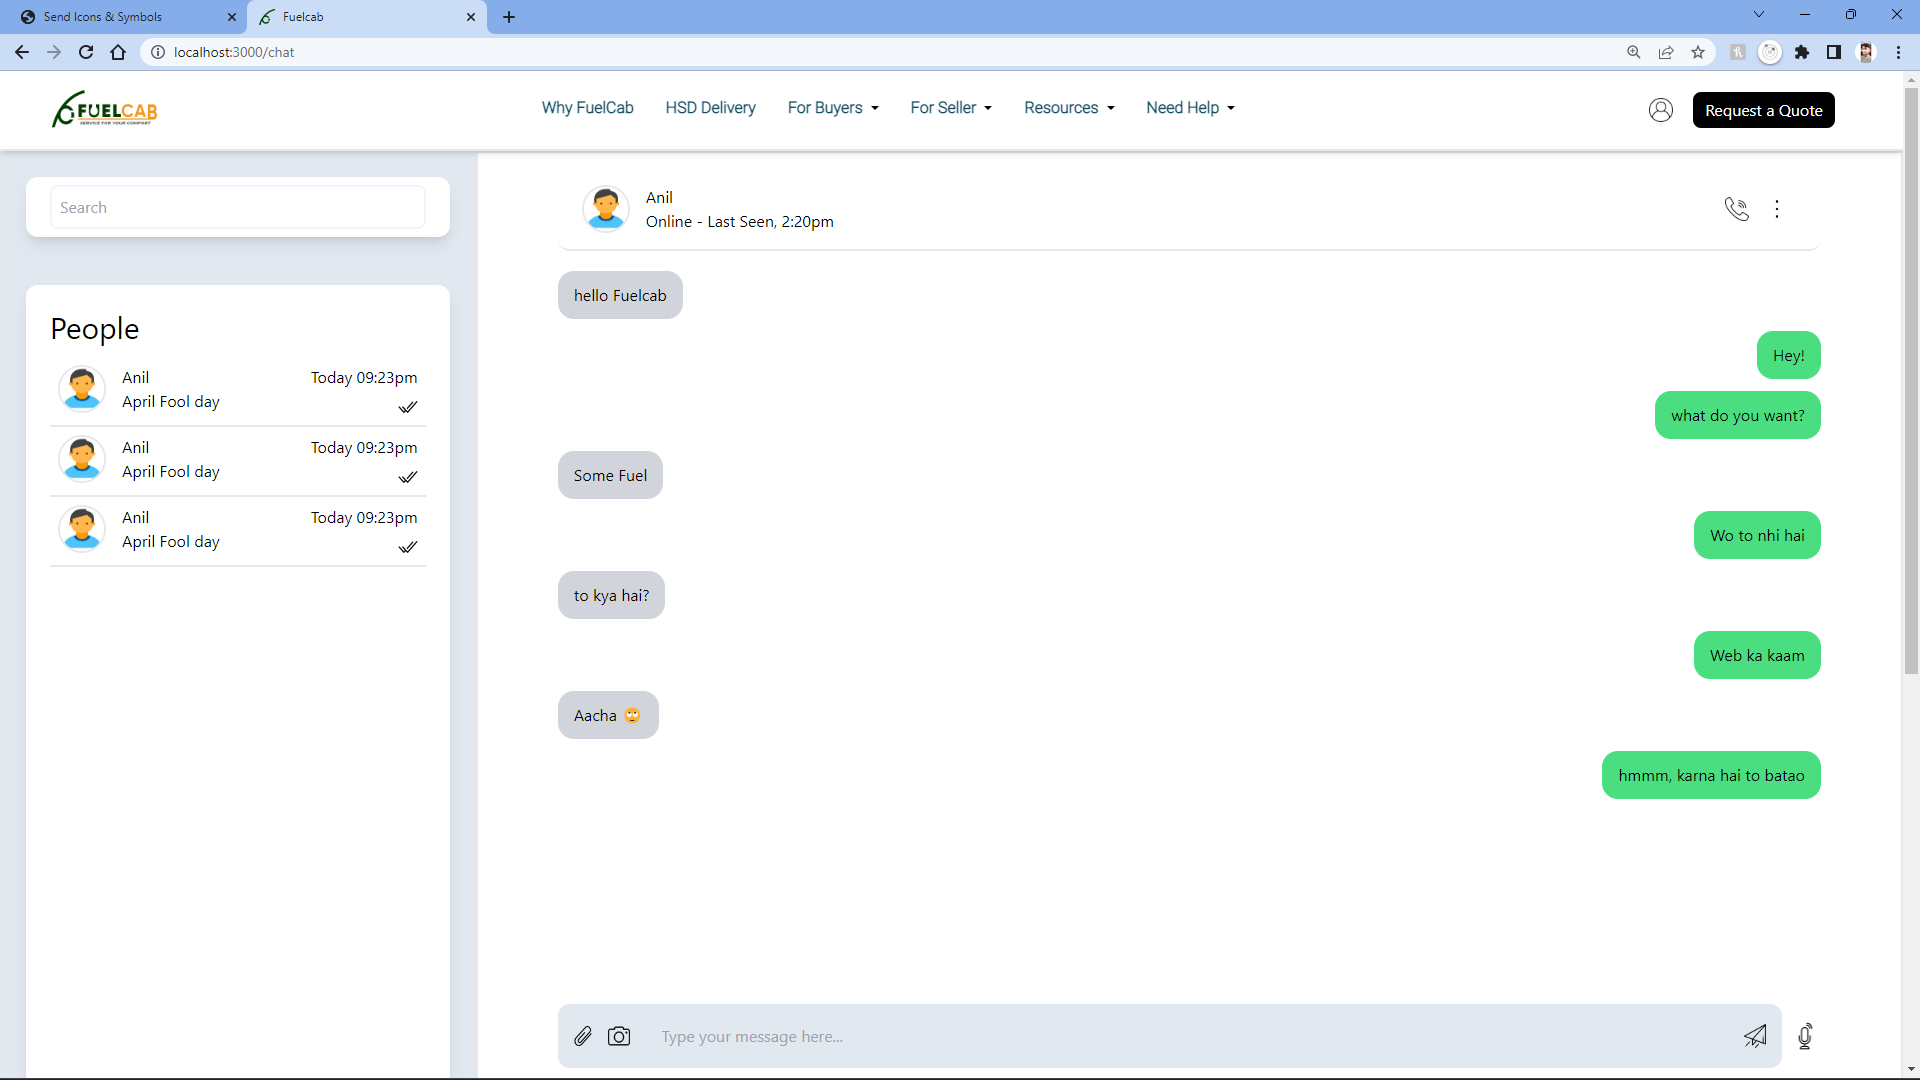 Send Icons & Symbols
Fuelcab
localhost:3000/chat
FUELCAB
SERVICE FOR YOUR COMFORT
Why FuelCab
HSD Delivery
For Buyers
For Seller
Resources
Need Help
Request a Quote
Search
People
Anil
Today 09:23pm
April Fool day
Anil
Today 09:23pm
April Fool day
Anil
Today 09:23pm
April Fool day
Anil
Online - Last Seen, 2:20pm
hello Fuelcab
Hey!
what do you want?
Some Fuel
Wo to nhi hai
to kya hai?
Web ka kaam
Aacha 🙄
hmmm, karna hai to batao
Type your message here...